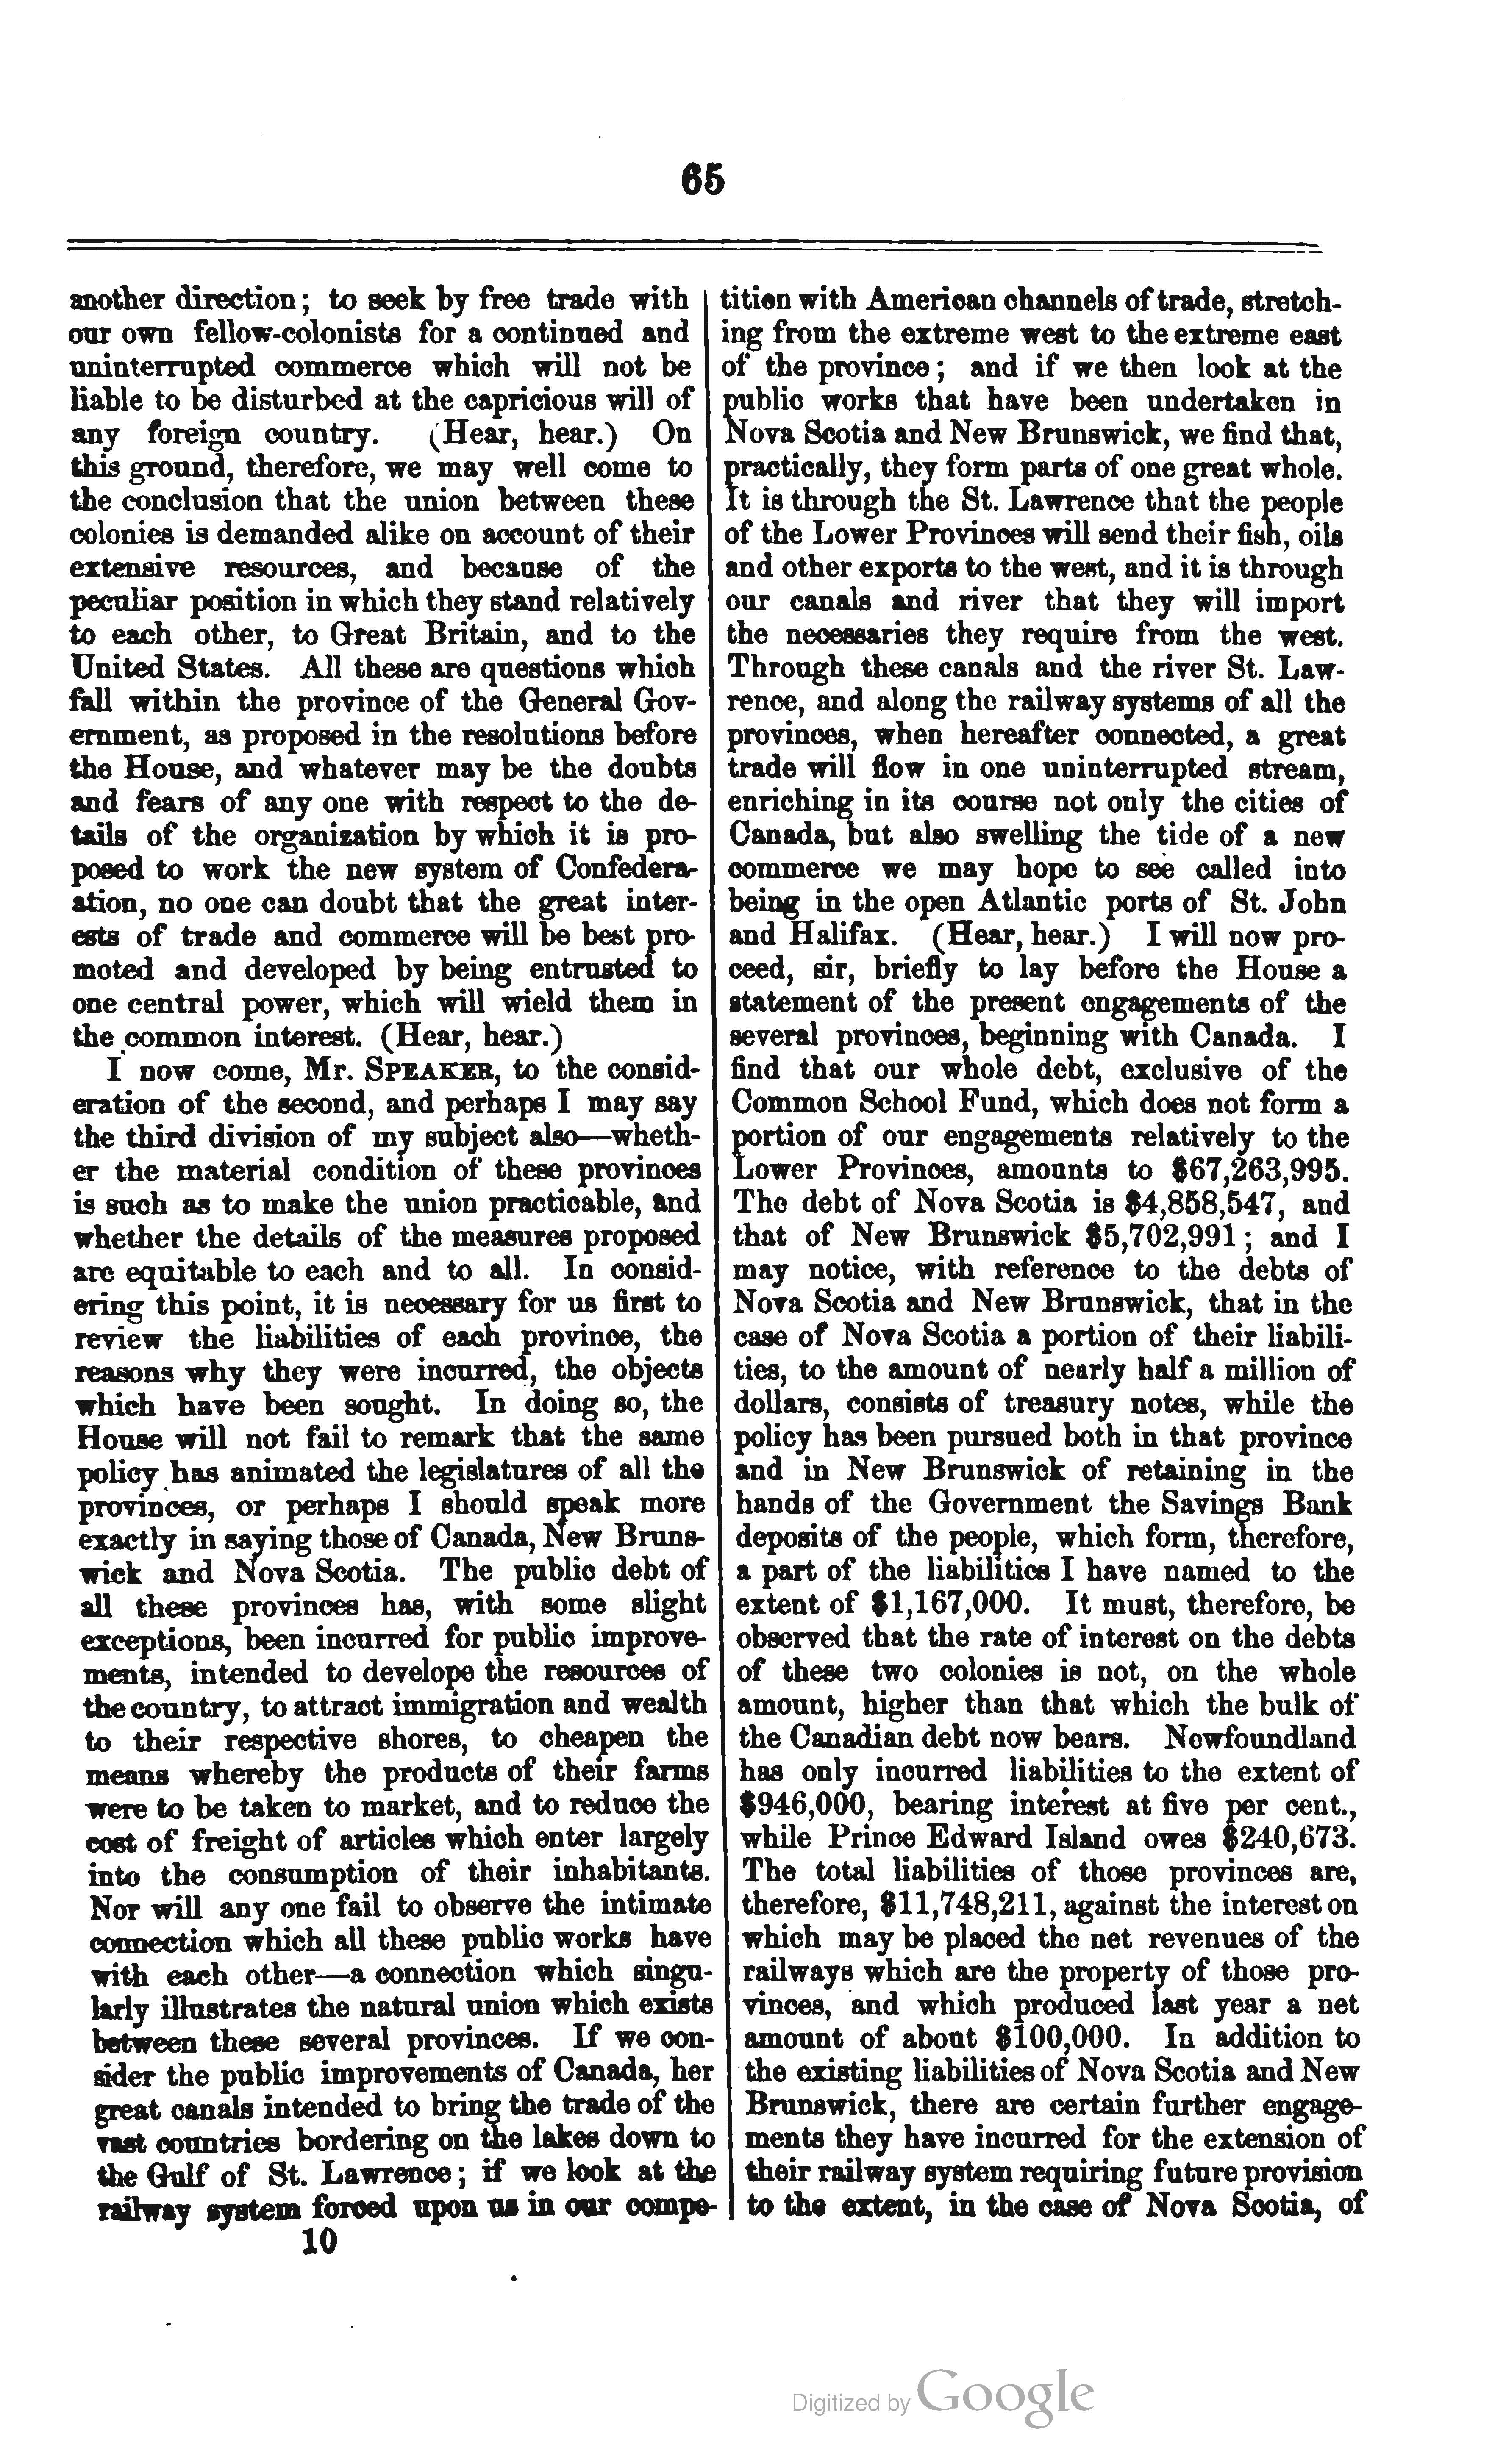 65
another direction; to seek by free trade with
our own fellow-colonists for a continued and
uninterrupted commerce which will not be
liable to be disturbed at the capricious will of
any foreign country. (Hear, hear.) On
this ground, therefore, we may well come to
the conclusion that the union between these
colonies is demanded alike on account of their
extensive resources, and because of the
peculiar position in which they stand relatively
to each other, to Great Britain, and to the
United States. All these are questions which
fall within the province of the General Gov-
ernment, as proposed in the resolutions before
the House, and whatever may be the doubts
and fears of any one with respect to the de-
tails of the organization by which it is pro-
posed to work the new system of Confedera-
ation, no one can doubt that the great inter-
ests of trade and commerce will be best pro-
moted and developed by being entrusted to
one central power, which will wield them in
the common interest. (Hear, hear.)
I now come, Mr. SPEAKER, to the consid-
eration of the second, and perhaps I may say
the third division of my subject also—wheth-
er the material condition of these provinces
is such as to make the union practicable, and
whether the details of the measures proposed
are equitable to each and to all. In consid-
ering this point, it is necessary for us first to
review the liabilities of each province, the
reasons why they were incurred, the objects
which have been sought. In doing so, the
House will not fail to remark that the same
policy has animated the legislatures of all the
provinces, or perhaps I should speak more
exactly in saying those of Canada, New Bruns-
wick and Nova Scotia. The public debt of
all these provinces has, with some slight
exceptions, been incurred for public improve-
ments, intended to develope the resources of
the country, to attract immigration and wealth
to their respective shores, to cheapen the
means whereby the products of their farms
were to be taken to market, and to reduce the
cost of freight of articles which enter largely
into the consumption of their inhabitants.
Nor will any one fail to observe the intimate
connection which all these public works have
with each other—a connection which singu-
larly illustrates the natural union which exists
between these several provinces. If we con-
sider the public improvements of Canada, her
great canals intended to bring the trade of the
vast countries bordering on the lakes down to
the Gulf of St. Lawrence; if we look at the
railway system forced upon us in our compe-
10
tition with American channels of trade, stretch-
ing from the extreme west to the extreme east
of the province; and if we then look at the
public works that have been undertaken in
Nova Scotia and New Brunswick, we find that,
practically, they form parts of one great whole.
It is through the St. Lawrence that the people
of the Lower Provinces will send their fish, oils
and other exports to the west, and it is through
our canals and river that they will import
the necessaries they require from the west.
Through these canals and the river St. Law-
rence, and along the railway systems of all the
provinces, when hereafter connected, a great
trade will flow in one uninterrupted stream,
enriching in its course not only the cities of
Canada, but also swelling the tide of a new
commerce we may hope to see called into
being in the open Atlantic ports of St. John
and Halifax. (Hear, hear.) I will now pro-
ceed, sir, briefly to lay before the House a
statement of the present engagements of the
several provinces, beginning with Canada. I
find that our whole debt, exclusive of the
Common School Fund, which does not form a
portion of our engagements relatively to the
Lower Provinces, amounts to $67,263,995.
The debt of Nova Scotia is $4,858,547, and
that of New Brunswick $5,702,991; and I
may notice, with reference to the debts of
Nova Scotia and New Brunswick, that in the
case of Nova Scotia a portion of their liabili-
ties, to the amount of nearly half a million of
dollars, consists of treasury notes, while the
policy has been pursued both in that province
and in New Brunswick of retaining in the
hands of the Government the Savings Bank
deposits of the people, which form, therefore,
a part of the liabilities I have named to the
extent of $1,167,000. It must, therefore, be
observed that the rate of interest on the debts
of these two colonies is not, on the whole
amount, higher than that which the bulk of
the Canadian debt now bears. Newfoundland
has only incurred liabilities to the extent of
$946,000, bearing interest at five per cent.,
while Prince Edward Island owes $240,673.
The total liabilities of those provinces are,
therefore, $11,748,211, against the interest on
which may be placed the net revenues of the
railways which are the property of those pro-
vinces, and which produced last year a net
amount of about $100,000. In addition to
the existing liabilities of Nova Scotia and New
Brunswick, there are certain further engage-
ments they have incurred for the extension of
their railway system requiring future provision
to the extent, in the case of Nova Scotia, of
Digitized by Google